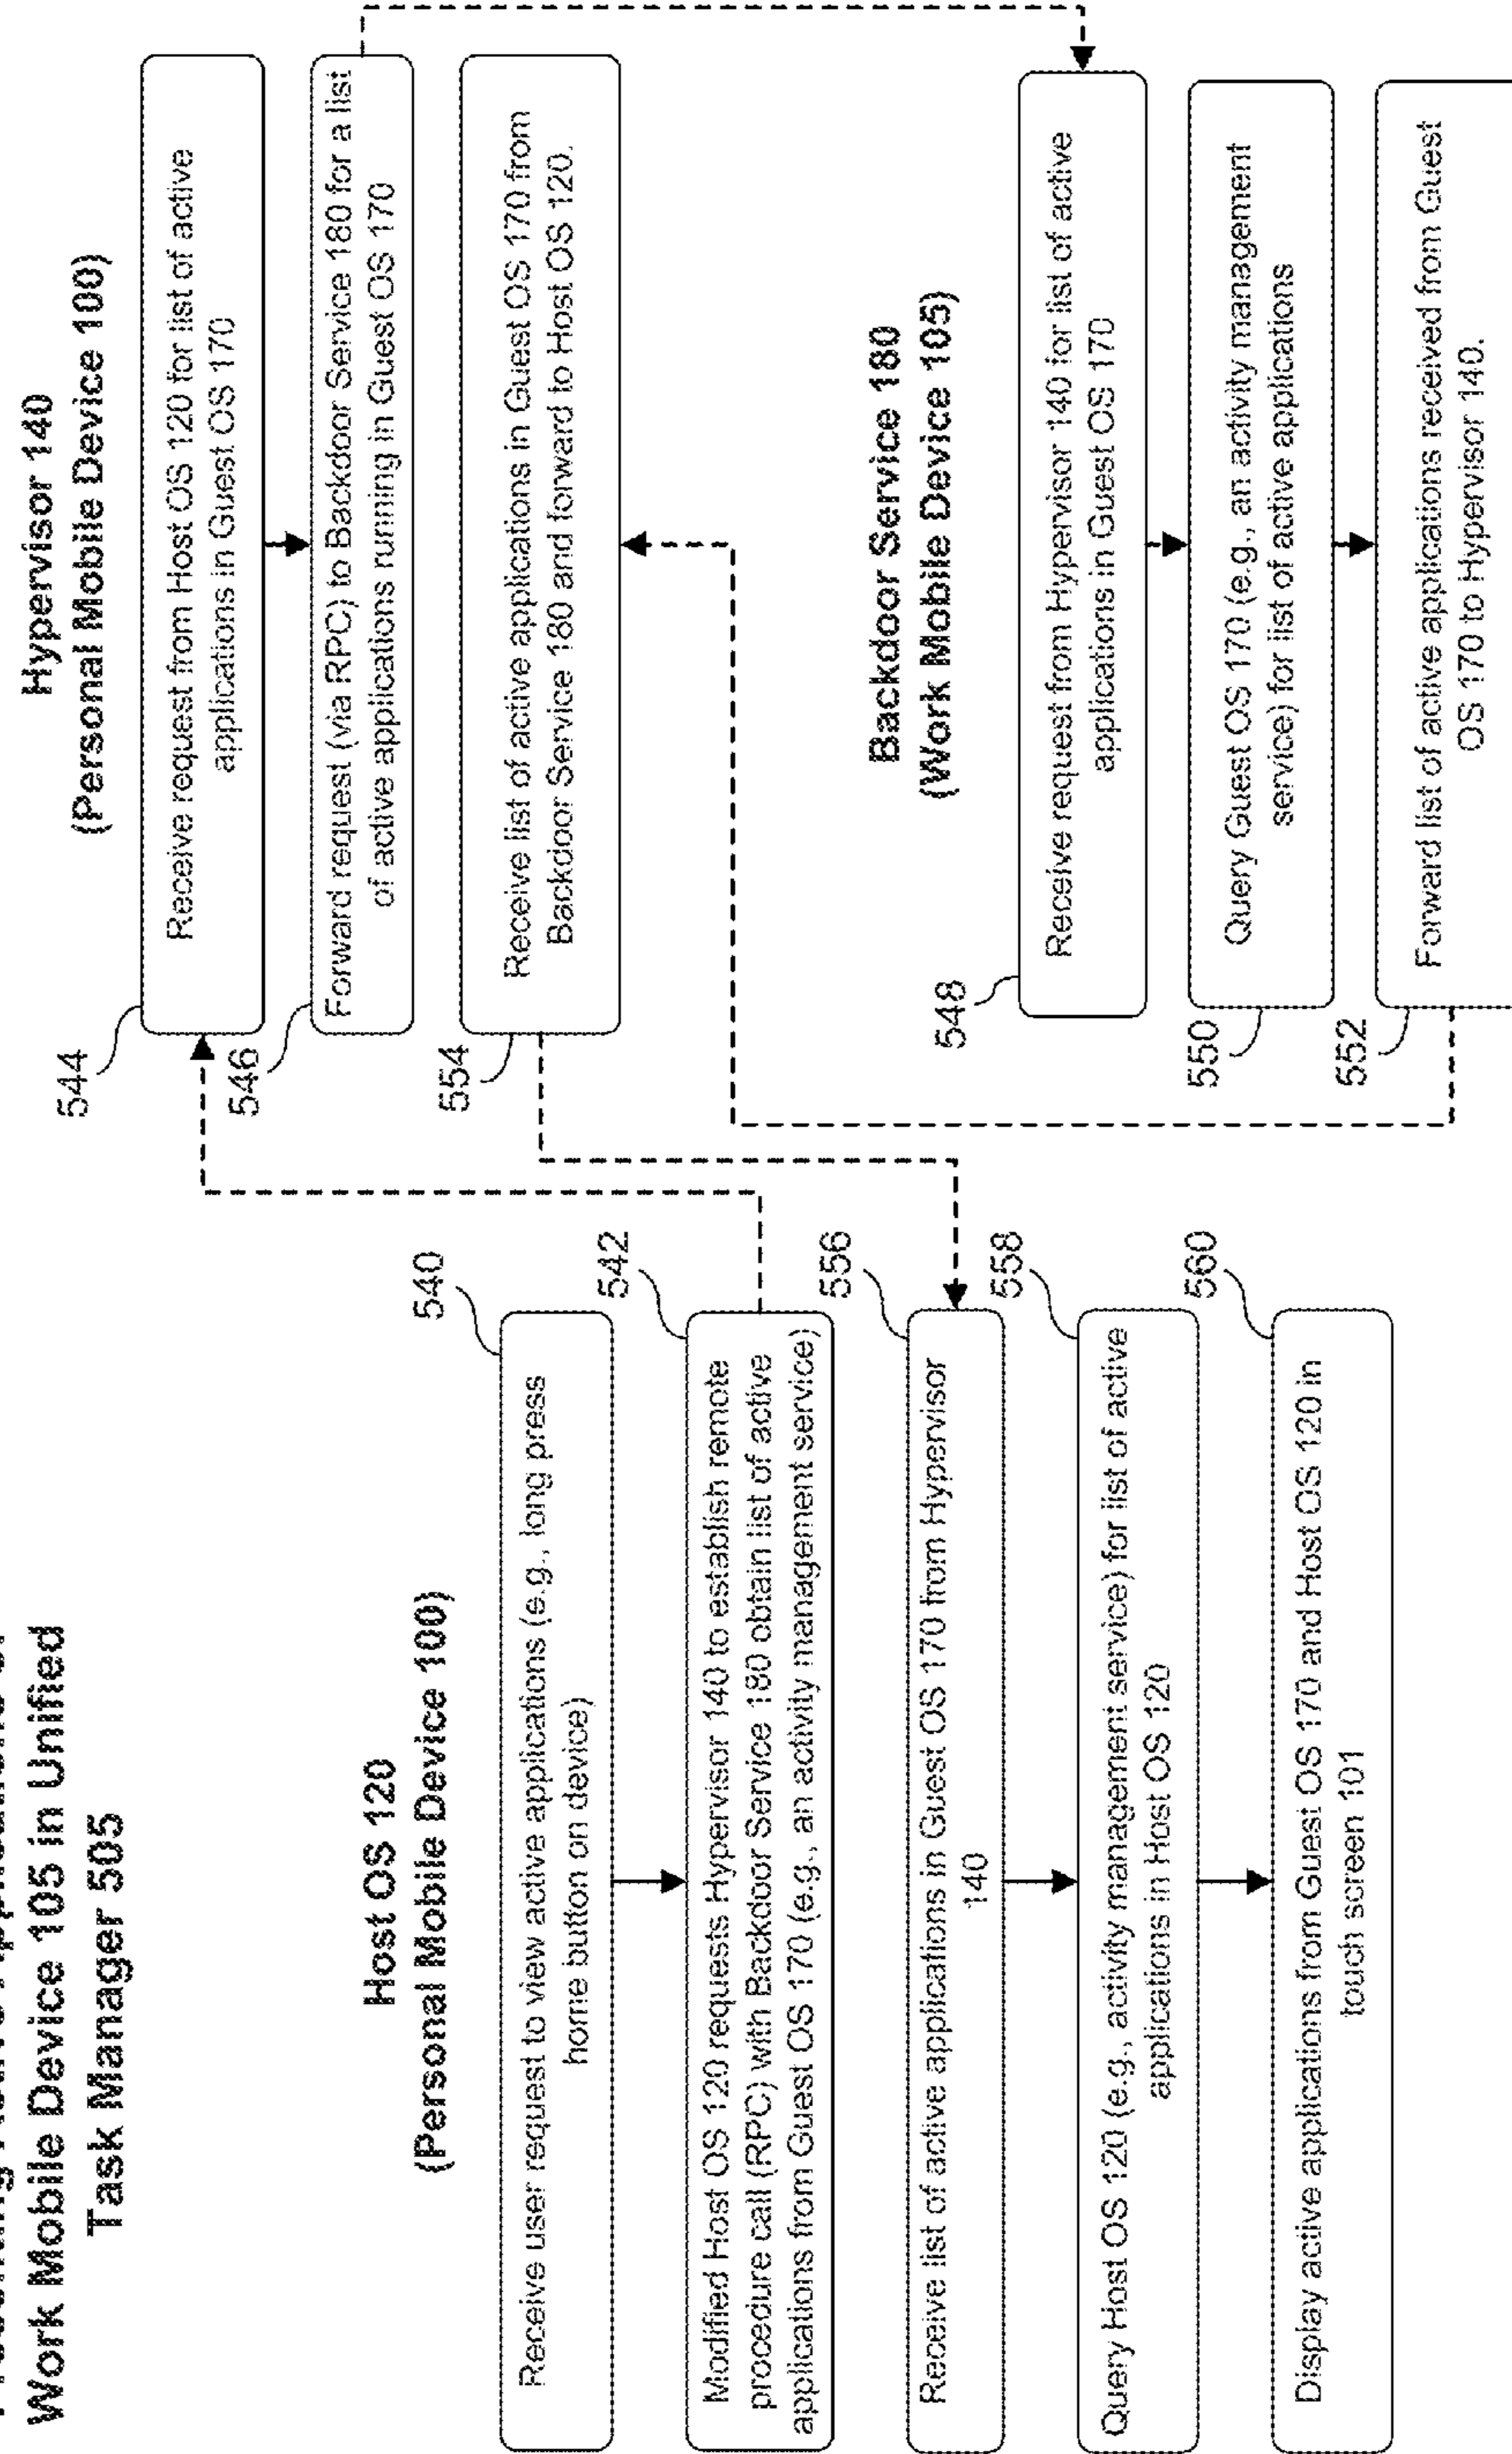 Work Mobile Device 105 in Unified
Task Manager 505
Host OS 120
(Personal Mobile Device 100)
540
Receive user request to view active applications (e.g., long press
home button on device)
542
Modified Host OS 120 requests Hypervisor 140 to establish remote
procedure call (RPC) with Backdoor Service 180 obtain list of active
applications from Guest OS 170 (e.g., an activity management service)
556
Receive list of active applications in Guest OS 170 from Hypervisor
140
558
Query Host OS 120 (e.g., activity management service) for list of active
applications in Host OS 120
560
Display active applications from Guest OS 170 and Host OS 120 in
touch screen 101
Hypervisor 140
(Personal Mobile Device 100)
544
Receive request from Host OS 120 for list of active
applications in Guest OS 170
546
Forward request (via RPC) to Backdoor Service 180 for a list
of active applications running in Guest OS 170
554
Receive list of active applications in Guest OS 170 from
Backdoor Service 180 and forward to Host OS 120.
Backdoor Service 180
(Work Mobile Device 105)
548
Receive request from Hypervisor 140 for list of active
applications in Guest OS 170
550
Query Guest OS 170 (e.g., an activity management
service) for list of active applications
552
Forward list of active applications received from Guest
OS 170 to Hypervisor 140.